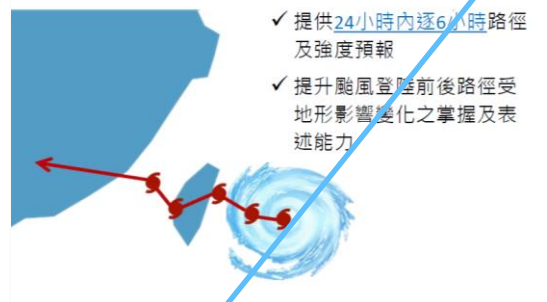 ✓ 提供24小時內逐6小時路徑
及強度預報
✓ 提升颱風登陸前後路徑受
地形影響變化之掌握及表
述能力